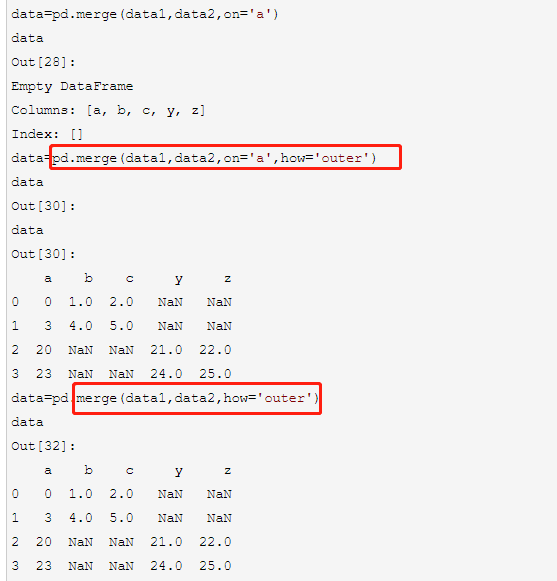 data=pd.merge(data1,data2,on='a')
data
Out[28]:
Empty DataFrame
Columns: [a, b, c, y, z]
Index: []
data=pd.merge(data1,data2,on='a',how='outer')
data
Out[30]:
data
Out[30]:
a b c y z
0 0 1.0 2.0 NaN NaN
1 3 4.0 5.0 NaN NaN
2 20 NaN NaN 21.0 22.0
3 23 NaN NaN 24.0 25.0
data=pd.merge(data1,data2,how='outer')
data
Out[32]:
a b c y z
0 0 1.0 2.0 NaN NaN
1 3 4.0 5.0 NaN NaN
2 20 NaN NaN 21.0 22.0
3 23 NaN NaN 24.0 25.0